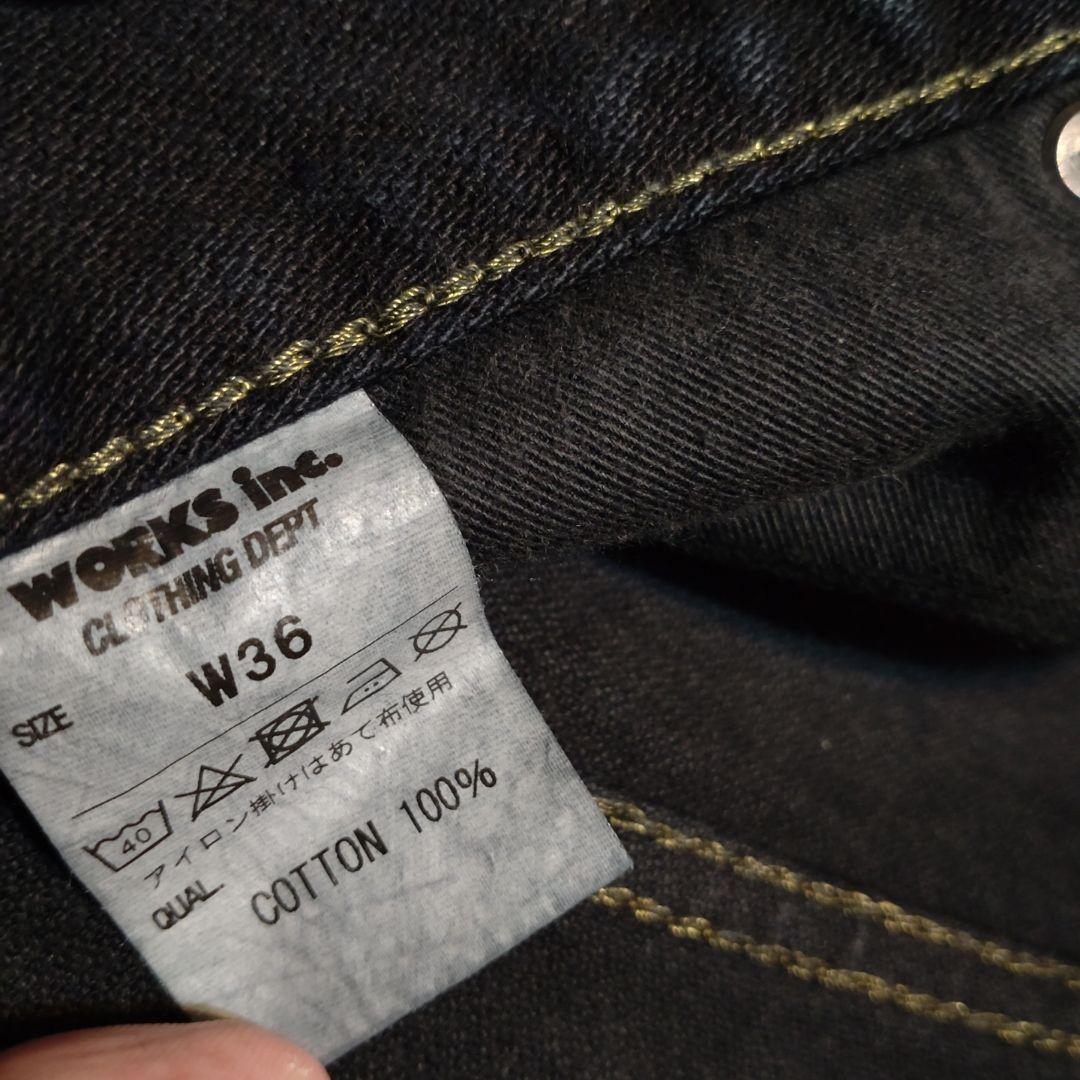 WORKS inc.
CLOTHING DEPT
SIZE W36
40
アイロン掛けはあて布使用
QUAL COTTON 100%